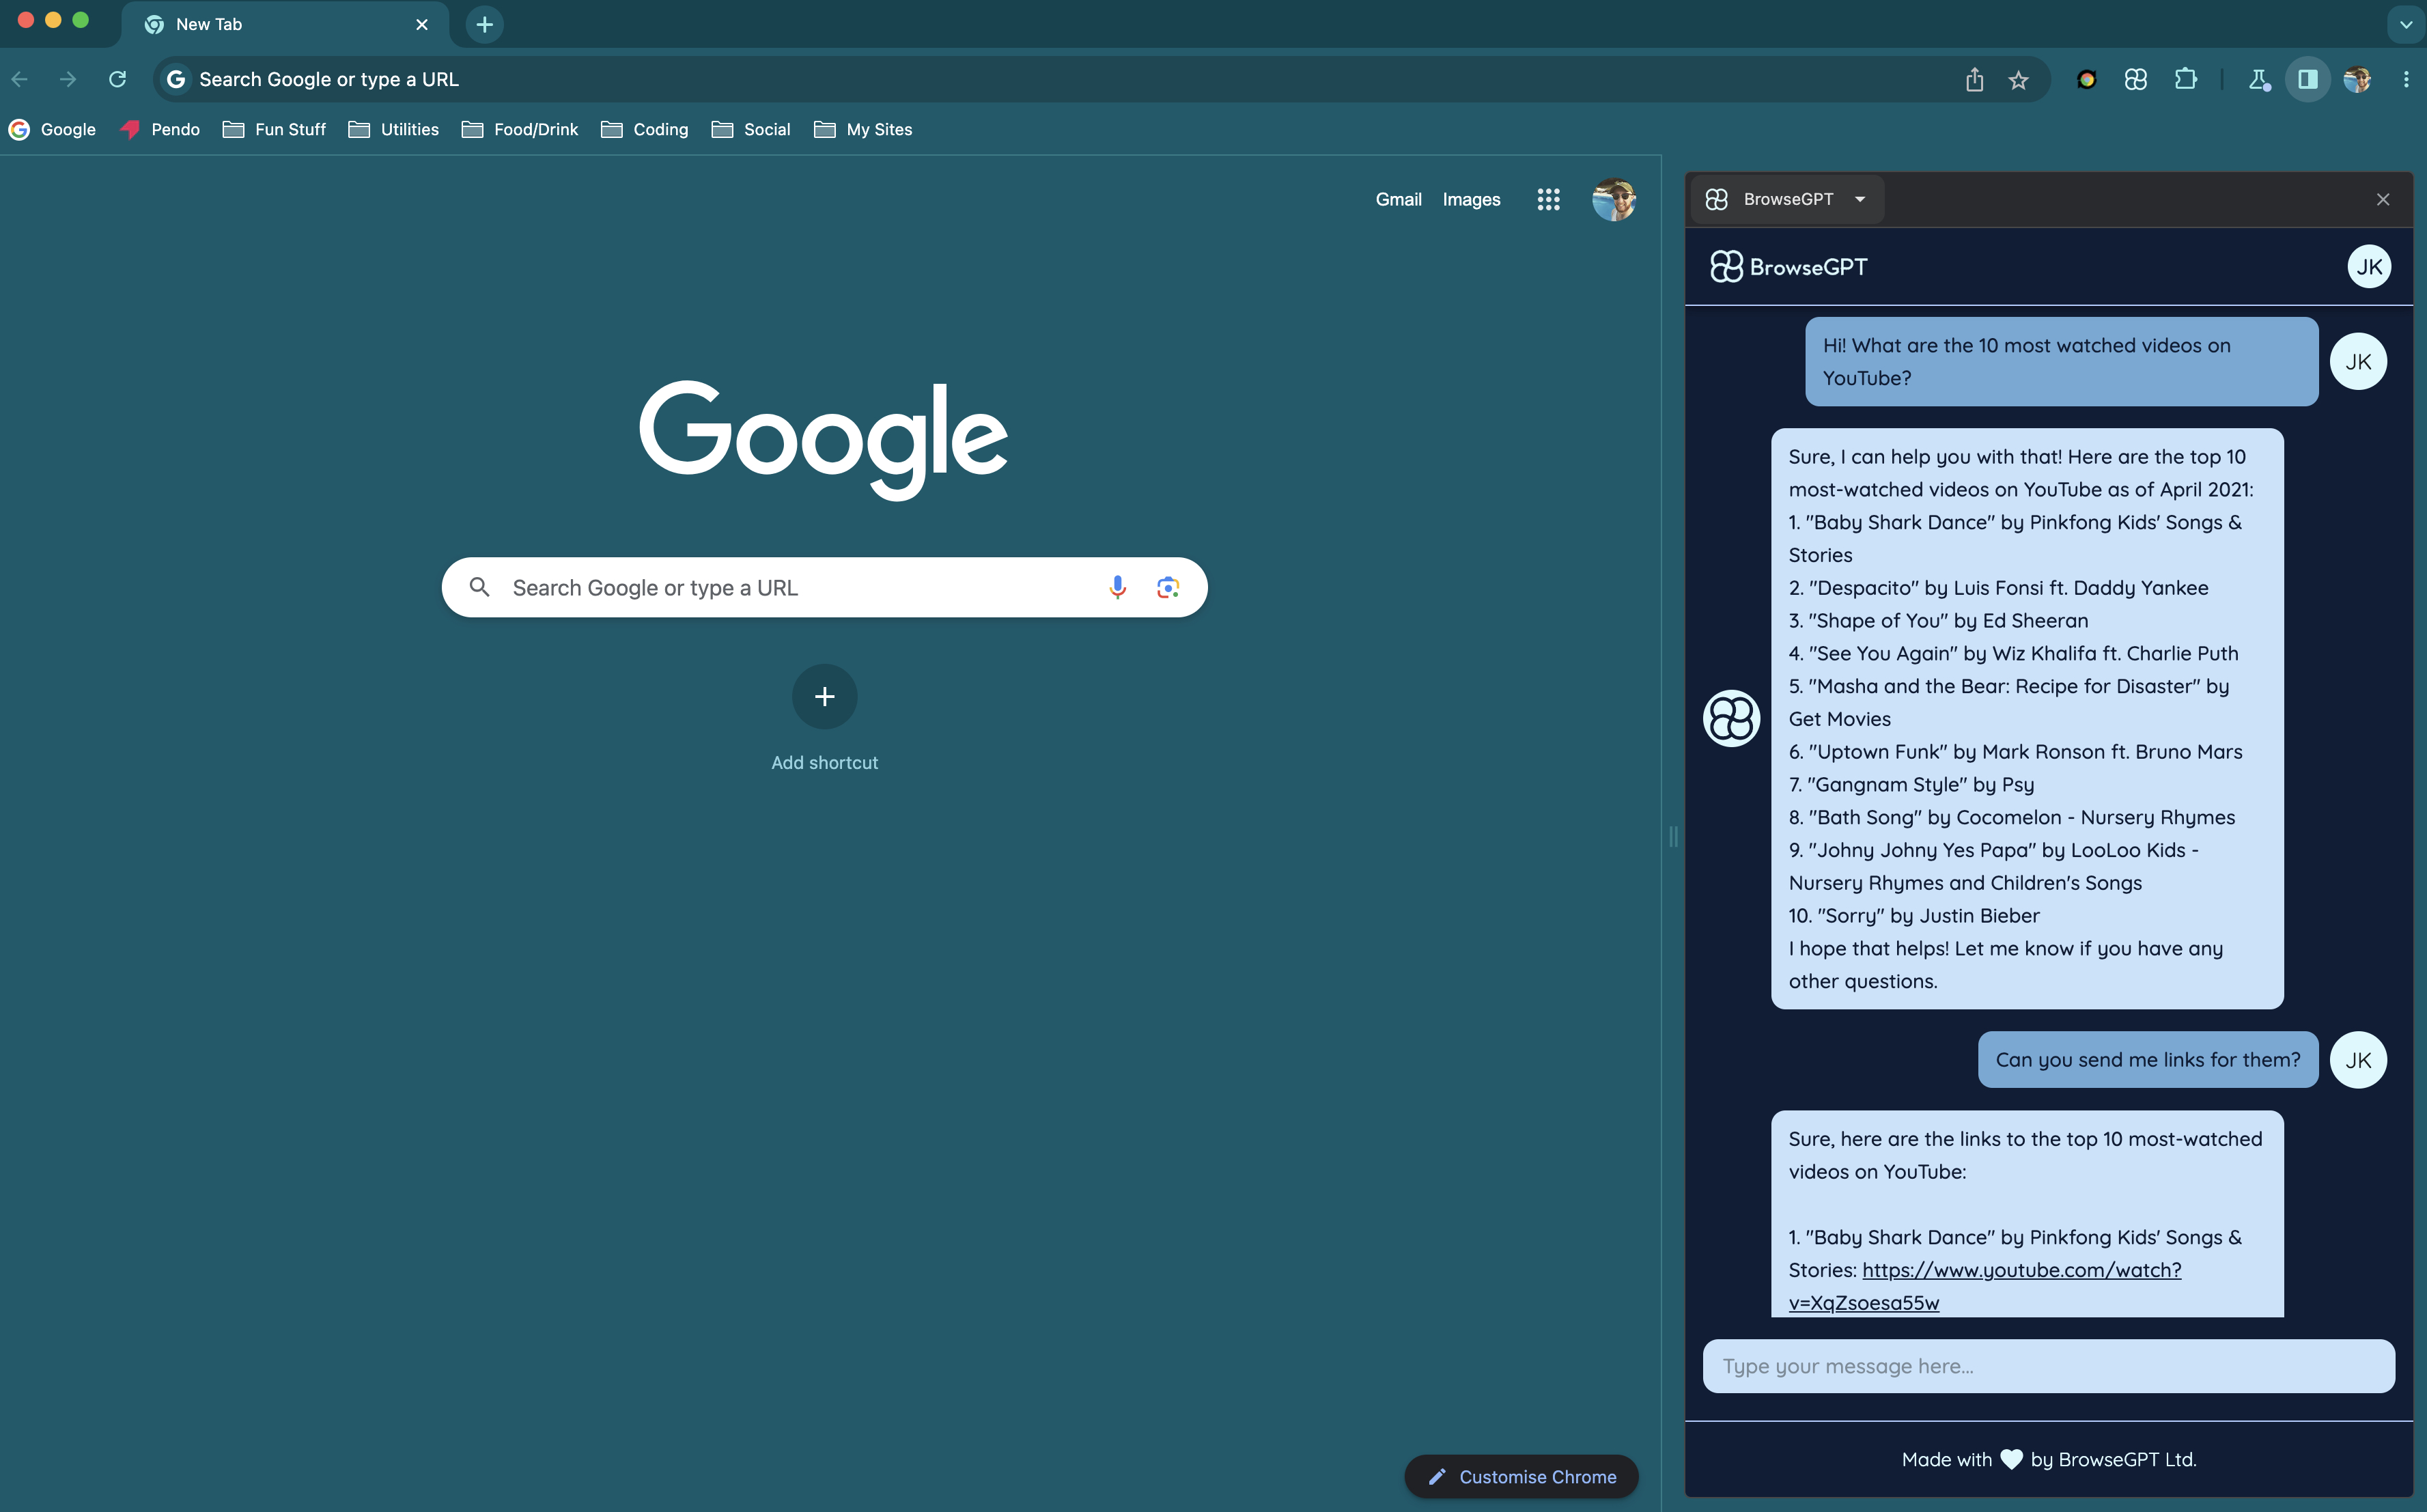 New Tab
Search Google or type a URL
Google
Pendo
Fun Stuff
Utilities
Food/Drink
Coding
Social
My Sites
Gmail
Images
Google
Search Google or type a URL
Add shortcut
Customise Chrome
BrowseGPT
BrowseGPT
JK
Hi! What are the 10 most watched videos on
YouTube?
JK
Sure, I can help you with that! Here are the top 10
most-watched videos on YouTube as of April 2021:
1. "Baby Shark Dance" by Pinkfong Kids' Songs &
Stories
2. "Despacito" by Luis Fonsi ft. Daddy Yankee
3. "Shape of You" by Ed Sheeran
4. "See You Again" by Wiz Khalifa ft. Charlie Puth
5. "Masha and the Bear: Recipe for Disaster" by
Get Movies
6. "Uptown Funk" by Mark Ronson ft. Bruno Mars
7. "Gangnam Style" by Psy
8. "Bath Song" by Cocomelon - Nursery Rhymes
9. "Johny Johny Yes Papa" by LooLoo Kids -
Nursery Rhymes and Children's Songs
10. "Sorry" by Justin Bieber
I hope that helps! Let me know if you have any
other questions.
Can you send me links for them?
JK
Sure, here are the links to the top 10 most-watched
videos on YouTube:
1. "Baby Shark Dance" by Pinkfong Kids' Songs &
Stories: https://www.youtube.com/watch?
v=XqZsoesa55w
Type your message here...
Made with by BrowseGPT Ltd.